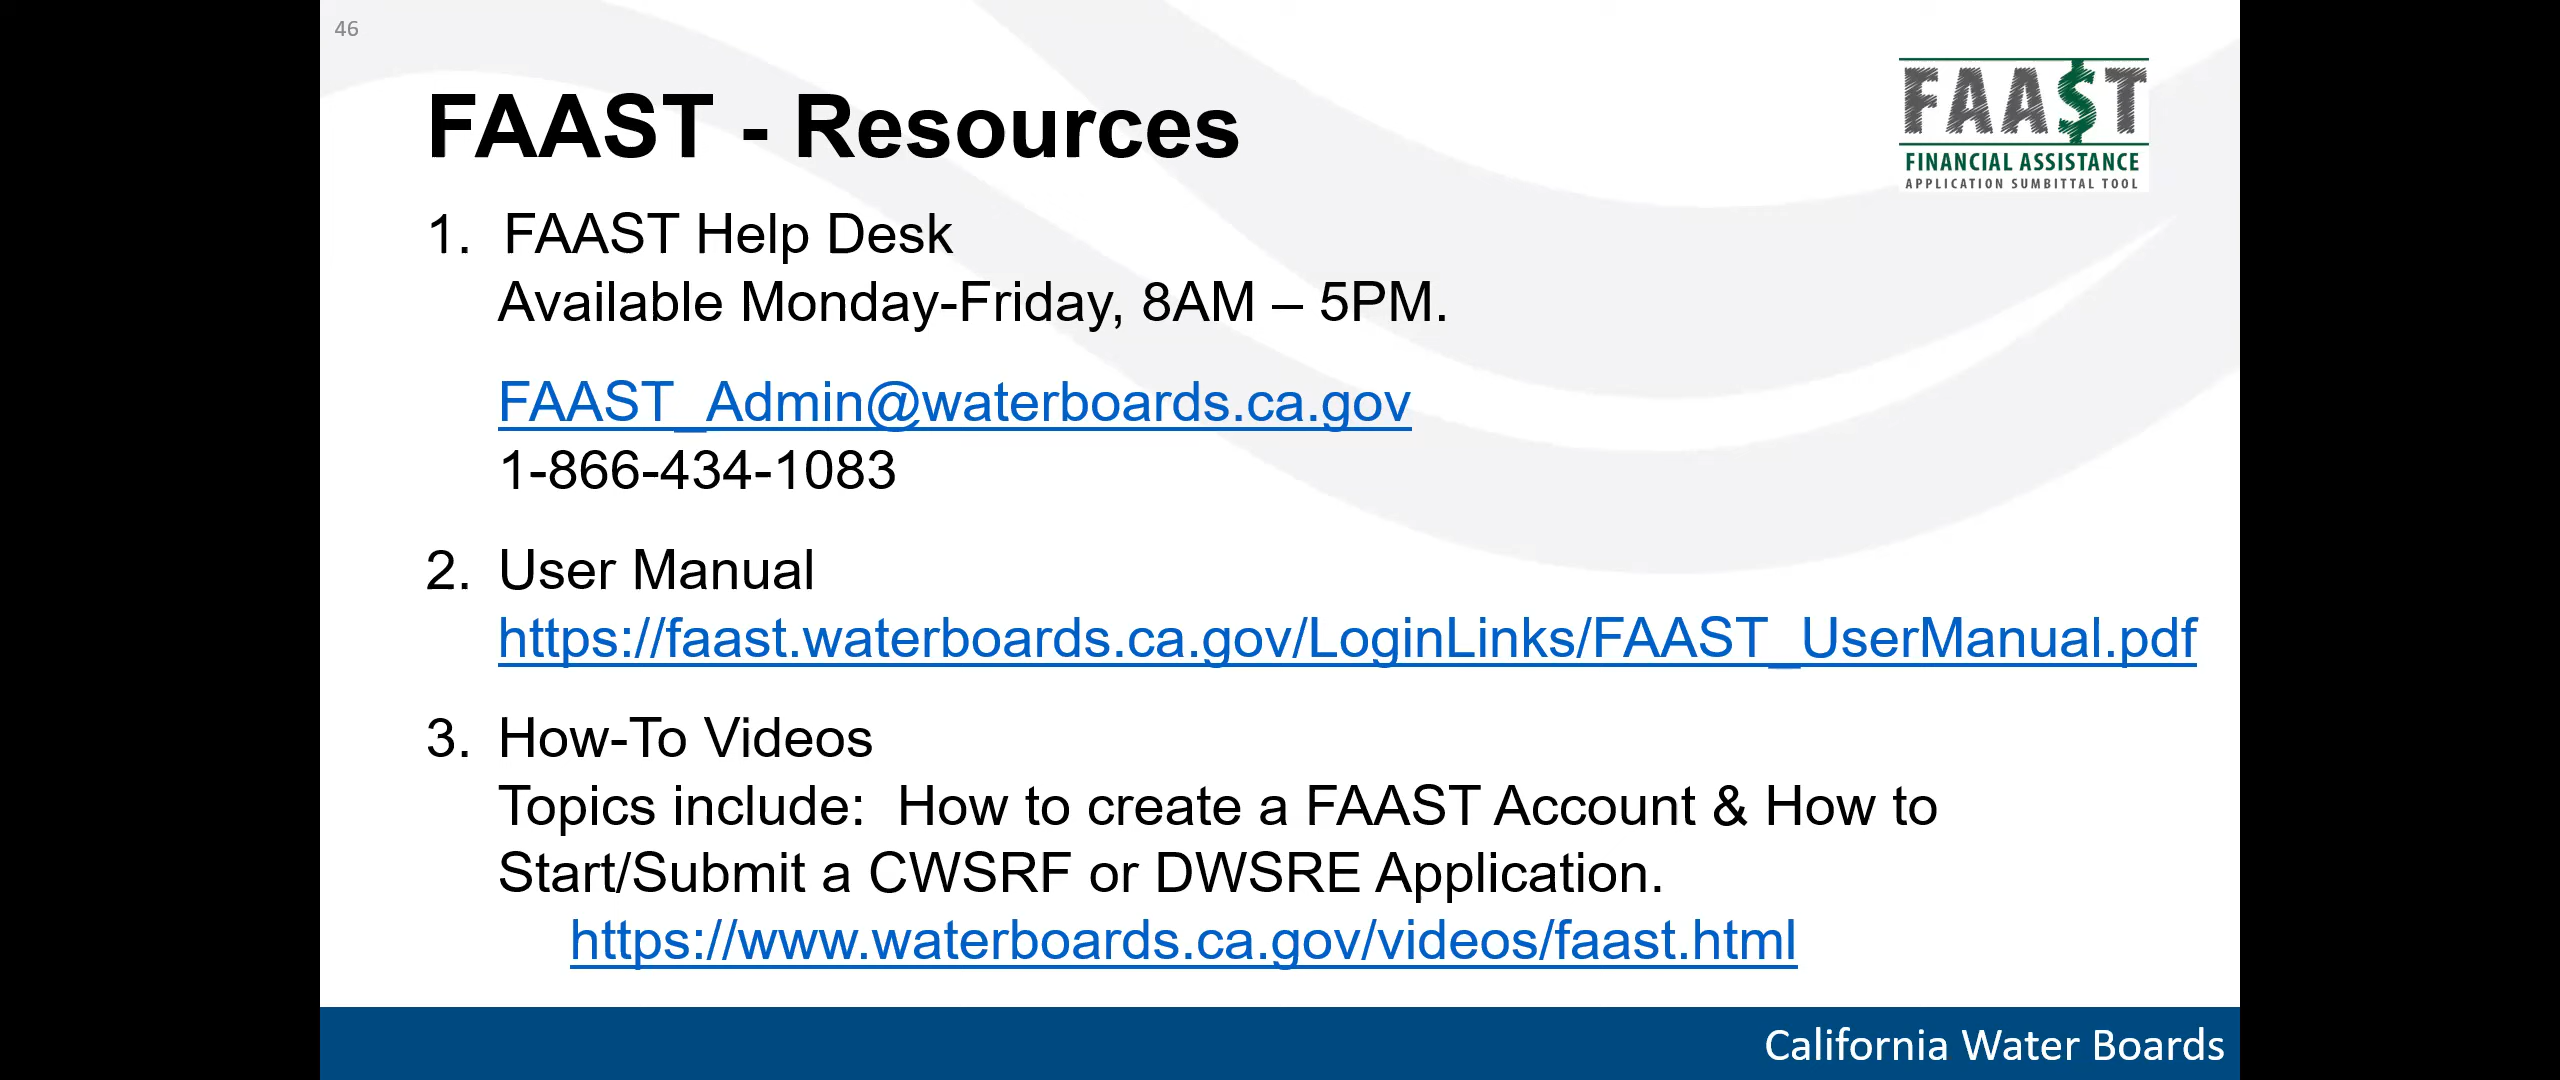 46
FAAST - Resources
FAA$T
FINANCIAL ASSISTANCE
APPLICATION SUMBITTAL TOOL
1. FAAST Help Desk
Available Monday-Friday, 8AM – 5PM.
FAAST_Admin@waterboards.ca.gov
1-866-434-1083
2. User Manual
https://faast.waterboards.ca.gov/LoginLinks/FAAST_UserManual.pdf
3. How-To Videos
Topics include:  How to create a FAAST Account & How to
Start/Submit a CWSRF or DWSRE Application.
https://www.waterboards.ca.gov/videos/faast.html
California Water Boards